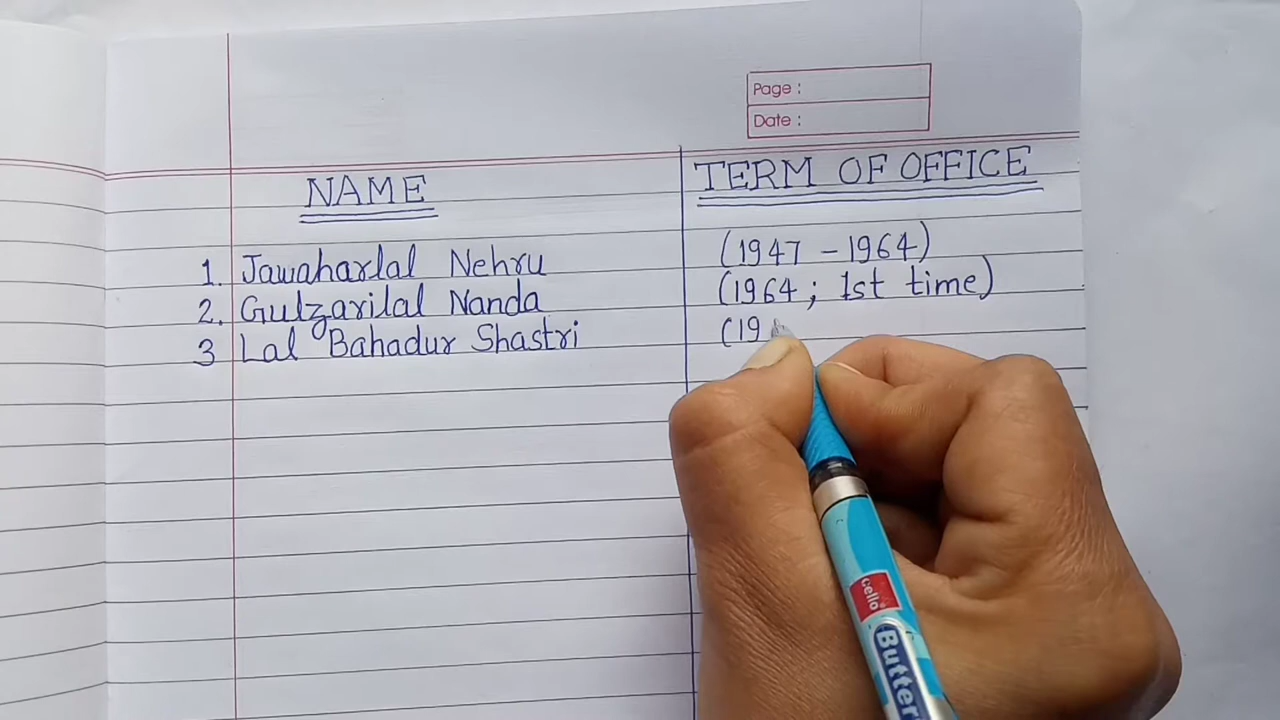 Page :
Date :
NAME TERM OF OFFICE
1. Jawaharlal Nehru (1947 - 1964)
2. Gulzarilal Nanda (1964 ; 1st time)
3 Lal Bahadur Shastri (19
cello
Butter